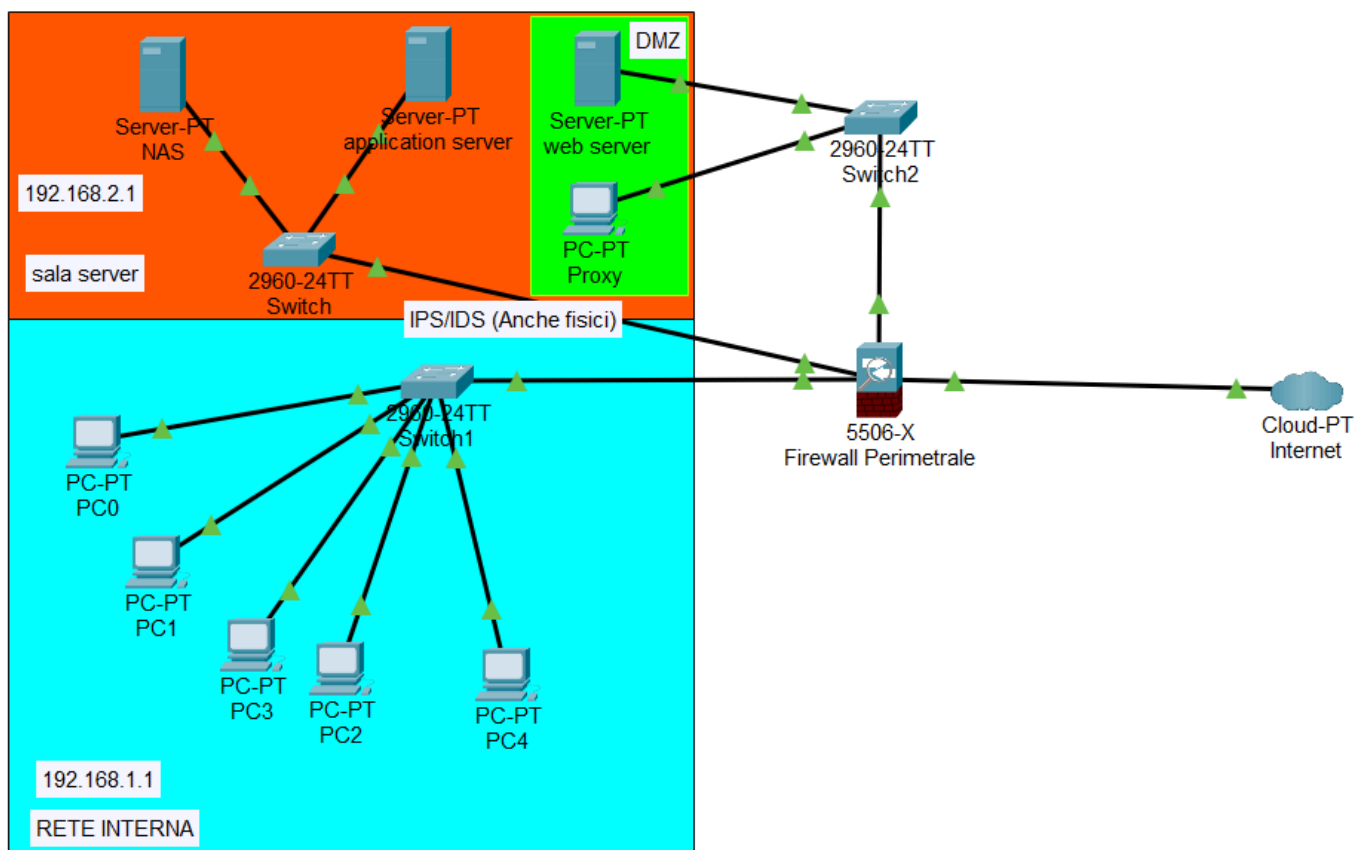 DMZ
Server-PT
NAS
Server-PT
application server
Server-PT
web server
2960-24TT
Switch2
192.168.2.1
PC-PT
Proxy
sala server
2960-24TT
Switch
IPS/IDS (Anche fisici)
2960-24TT
Switch1
5506-X
Firewall Perimetrale
Cloud-PT
Internet
PC-PT
PC0
PC-PT
PC1
PC-PT
PC3
PC-PT
PC2
PC-PT
PC4
192.168.1.1
RETE INTERNA